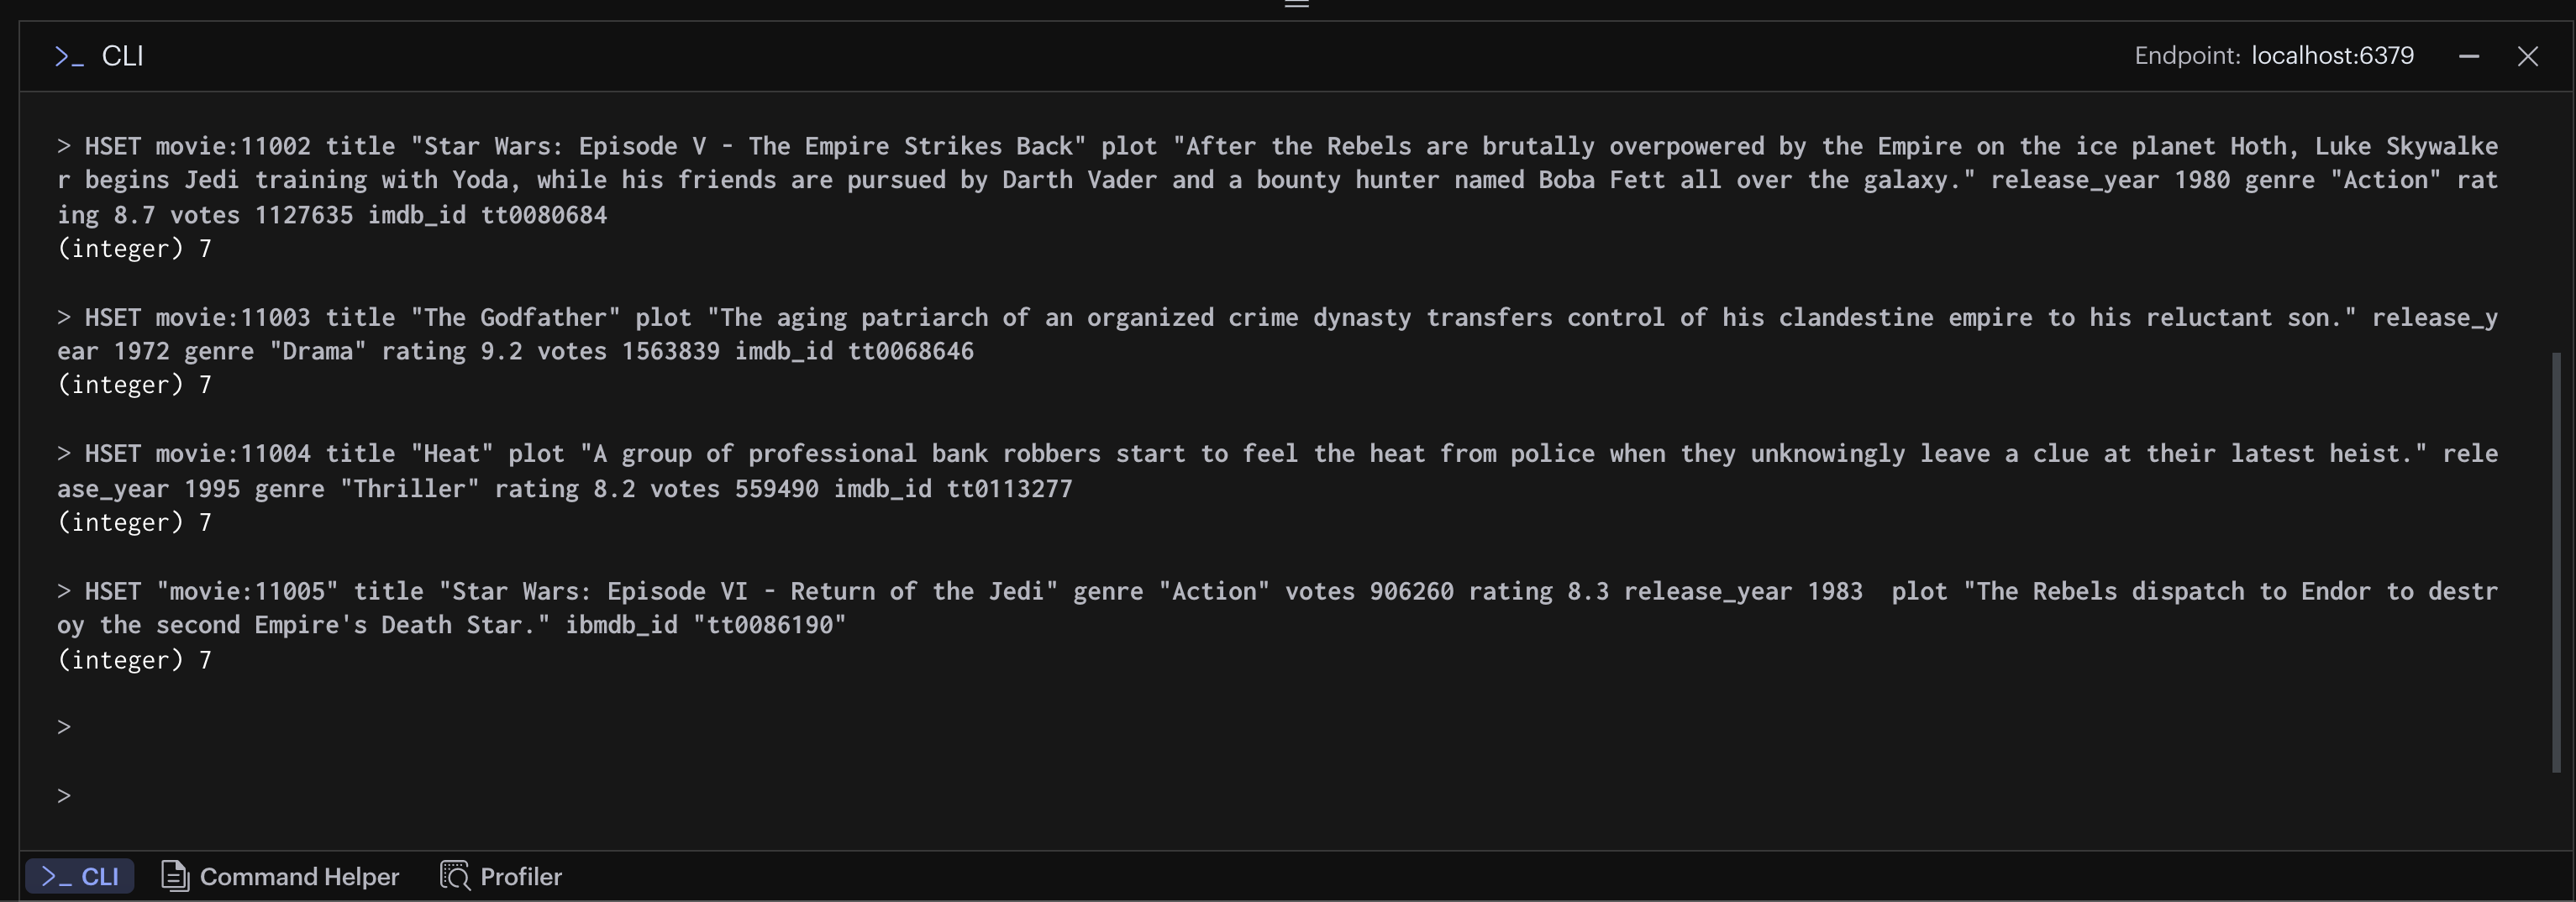 >_ CLI
Endpoint: localhost:6379
> HSET movie:11002 title "Star Wars: Episode V - The Empire Strikes Back" plot "After the Rebels are brutally overpowered by the Empire on the ice planet Hoth, Luke Skywalke
r begins Jedi training with Yoda, while his friends are pursued by Darth Vader and a bounty hunter named Boba Fett all over the galaxy." release_year 1980 genre "Action" rat
ing 8.7 votes 1127635 imdb_id tt0080684
(integer) 7
> HSET movie:11003 title "The Godfather" plot "The aging patriarch of an organized crime dynasty transfers control of his clandestine empire to his reluctant son." release_y
ear 1972 genre "Drama" rating 9.2 votes 1563839 imdb_id tt0068646
(integer) 7
> HSET movie:11004 title "Heat" plot "A group of professional bank robbers start to feel the heat from police when they unknowingly leave a clue at their latest heist." rele
ase_year 1995 genre "Thriller" rating 8.2 votes 559490 imdb_id tt0113277
(integer) 7
> HSET "movie:11005" title "Star Wars: Episode VI - Return of the Jedi" genre "Action" votes 906260 rating 8.3 release_year 1983  plot "The Rebels dispatch to Endor to destr
oy the second Empire's Death Star." ibmdb_id "tt0086190"
(integer) 7
>
>
>_ CLI
Command Helper
Profiler